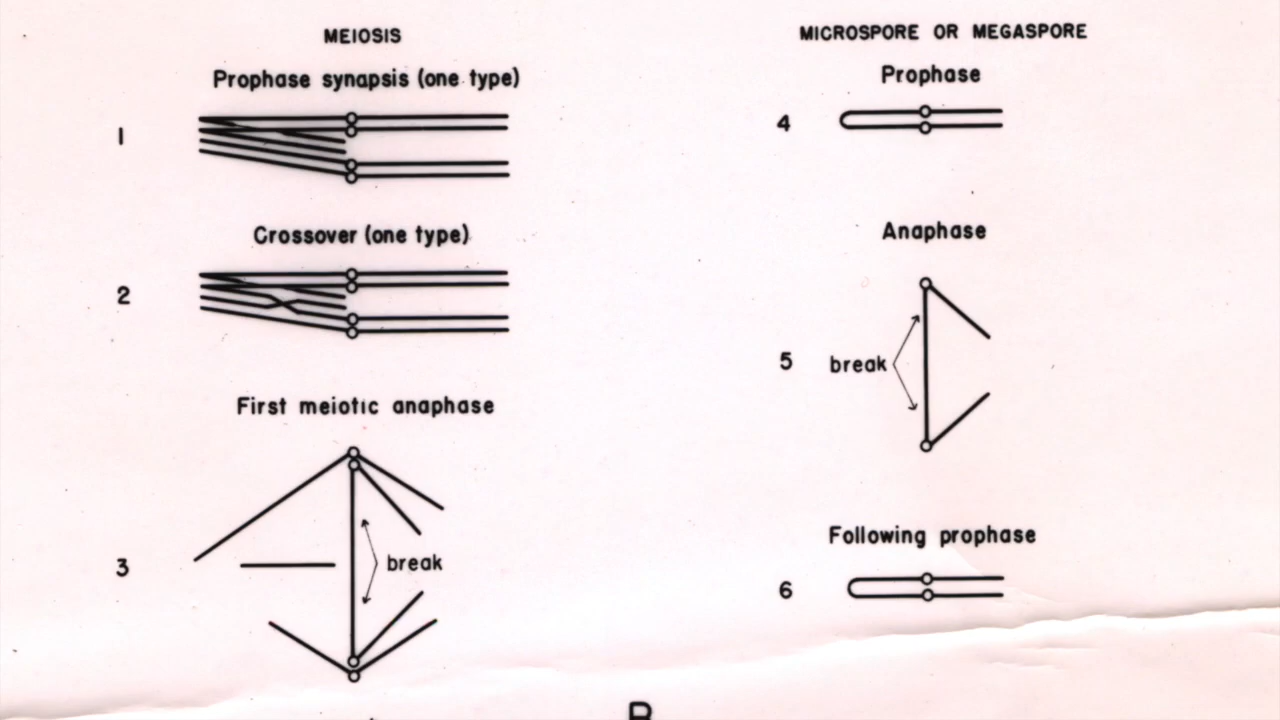 MEIOSIS
Prophase synapsis (one type)
1
Crossover (one type)
2
First meiotic anaphase
3
break
MICROSPORE OR MEGASPORE
Prophase
4
Anaphase
5
break
Following prophase
6